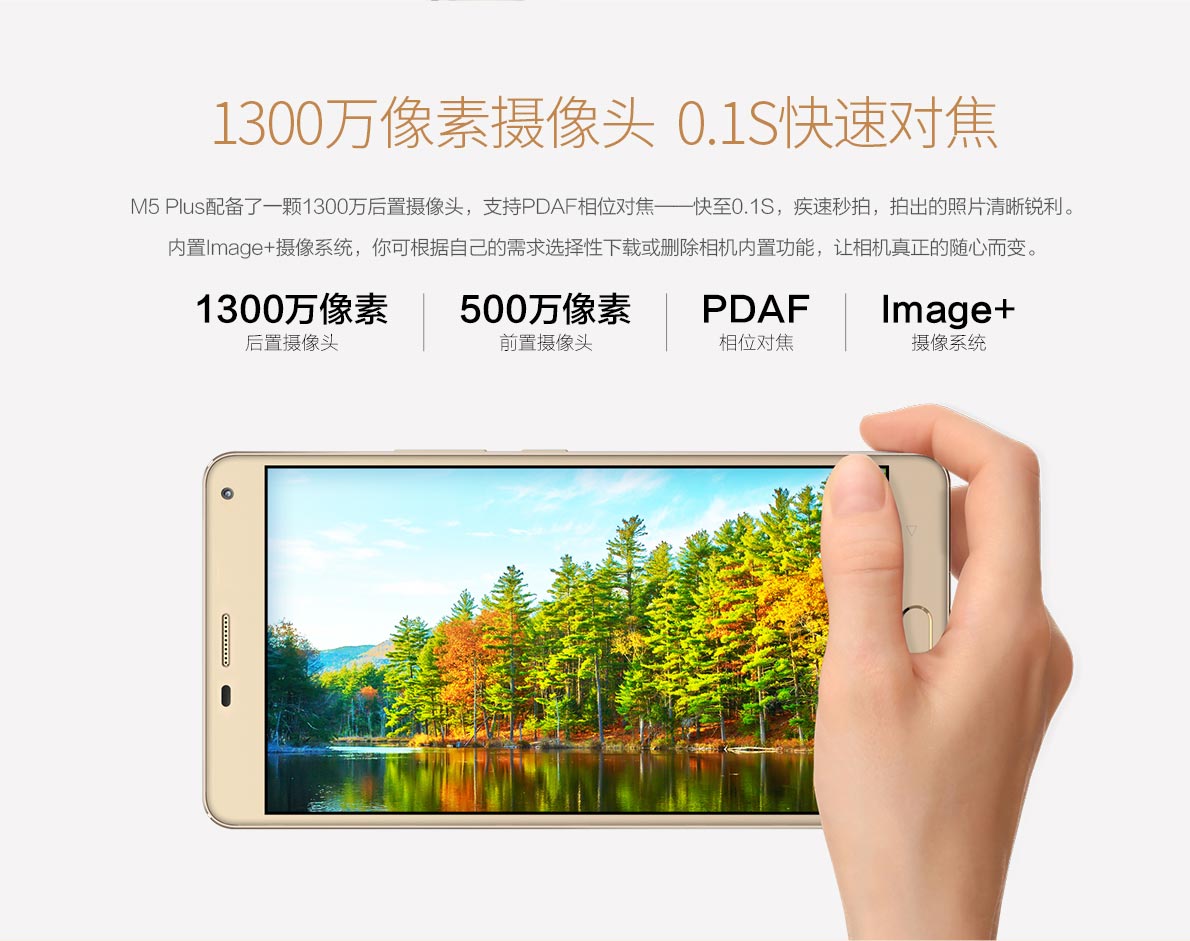 1300万像素摄像头 0.1S快速对焦
M5 Plus配备了一颗1300万后置摄像头，支持PDAF相位对焦——快至0.1S，疾速秒拍，拍出的照片清晰锐利。
内置Image+摄像系统，你可根据自己的需求选择性下载或删除相机内置功能，让相机真正的随心而变。
1300万像素
后置摄像头
500万像素
前置摄像头
PDAF
相位对焦
Image+
摄像系统